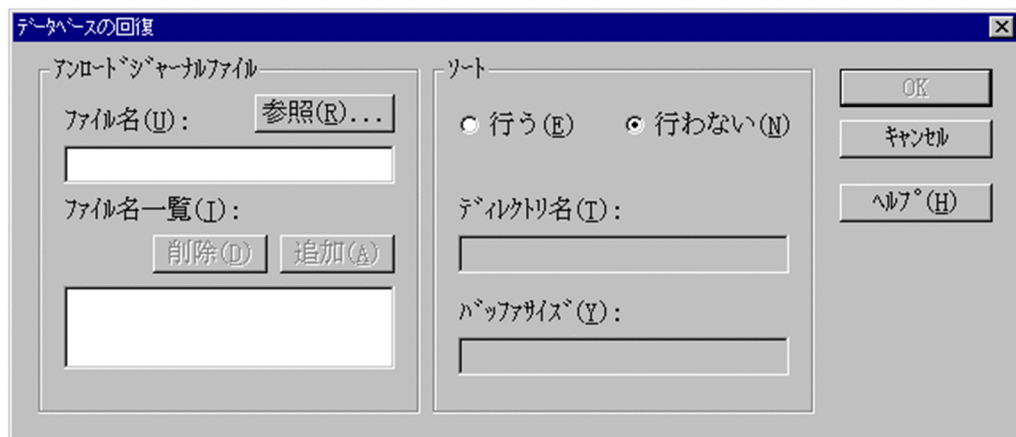 ﾃﾞｰﾀﾍﾞｰｽの回復
ｱﾝﾛｰﾄﾞｼﾞｬｰﾅﾙﾌｧｲﾙ
ﾌｧｲﾙ名(U):
参照(R)...
ﾌｧｲﾙ名一覧(I):
削除(D)
追加(A)
ｿｰﾄ
行う(E)
行わない(N)
ﾃﾞｨﾚｸﾄﾘ名(T):
ﾊﾞｯﾌｧｻｲｽﾞ(Y):
OK
ｷｬﾝｾﾙ
ﾍﾙﾌﾟ(H)